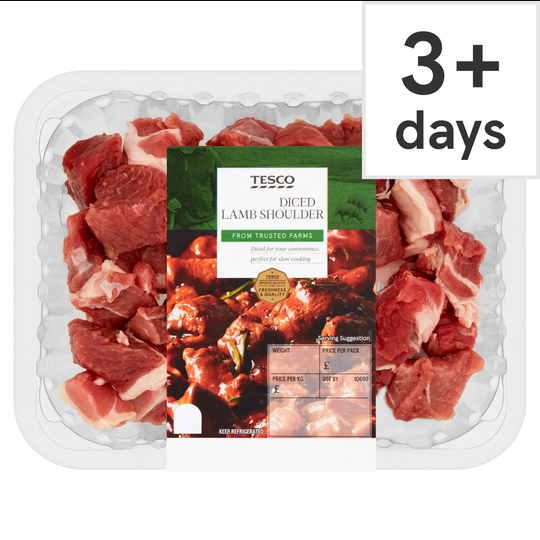 3+
days
TESCO
DICED
LAMB SHOULDER
FROM TRUSTED FARMS
Diced for your convenience,
perfect for slow cooking
TESCO
FRESHNESS
& QUALITY
Serving Suggestion
WEIGHT
PRICE PER PACK
£
PRICE PER KG
£
USE BY 10690
KEEP REFRIGERATED